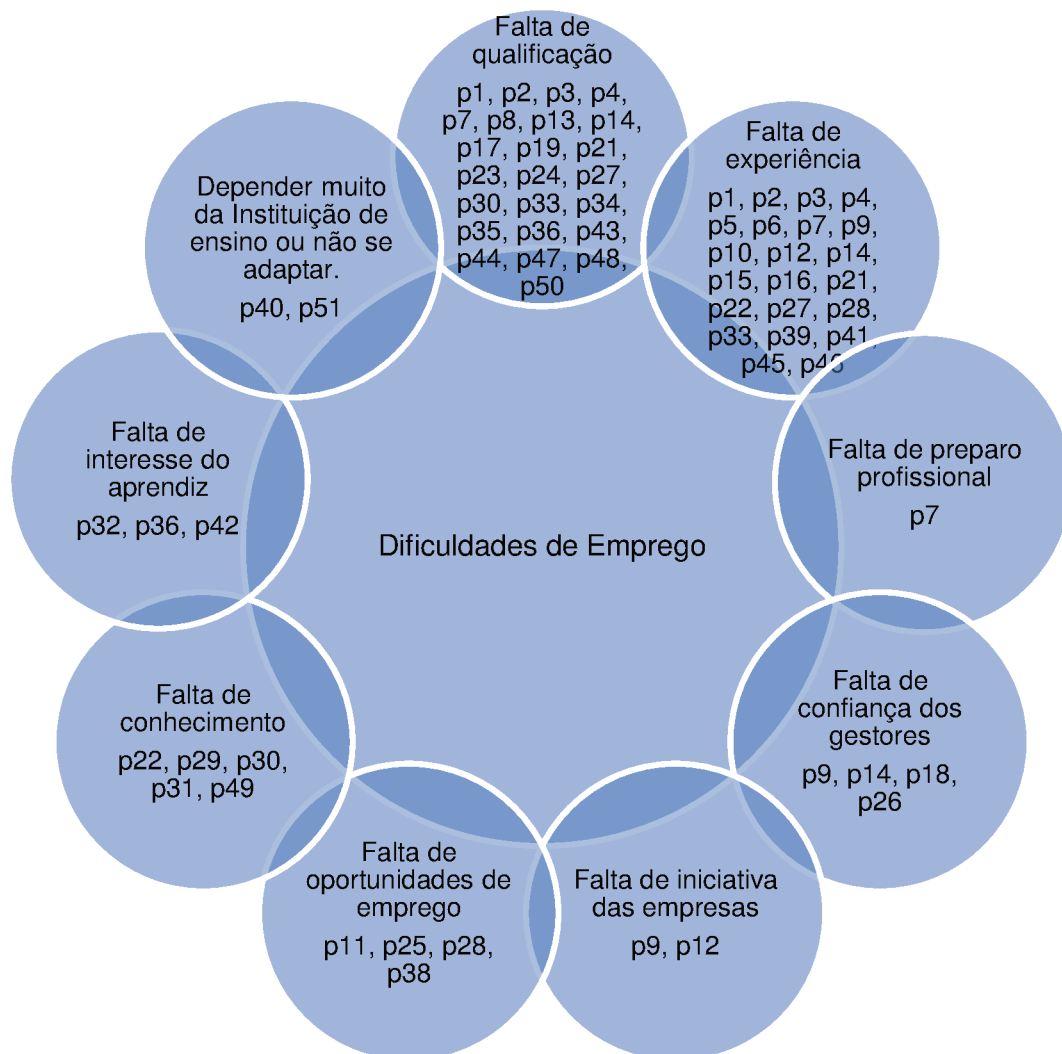 Falta de
qualificação
p1, p2, p3, p4,
p7, p8, p13, p14,
p17, p19, p21,
p23, p24, p27,
p30, p33, p34,
p35, p36, p43,
p44, p47, p48,
p50
Falta de
experiência
p1, p2, p3, p4,
p5, p6, p7, p9,
p10, p12, p14,
p15, p16, p21,
p22, p27, p28,
p33, p39, p41,
p45, p46
Falta de preparo
profissional
p7
Falta de
confiança dos
gestores
p9, p14, p18,
p26
Falta de iniciativa
das empresas
p9, p12
Falta de
oportunidades de
emprego
p11, p25, p28,
p38
Falta de
conhecimento
p22, p29, p30,
p31, p49
Falta de
interesse do
aprendiz
p32, p36, p42
Depender muito
da Instituição de
ensino ou não se
adaptar.
p40, p51
Dificuldades de Emprego